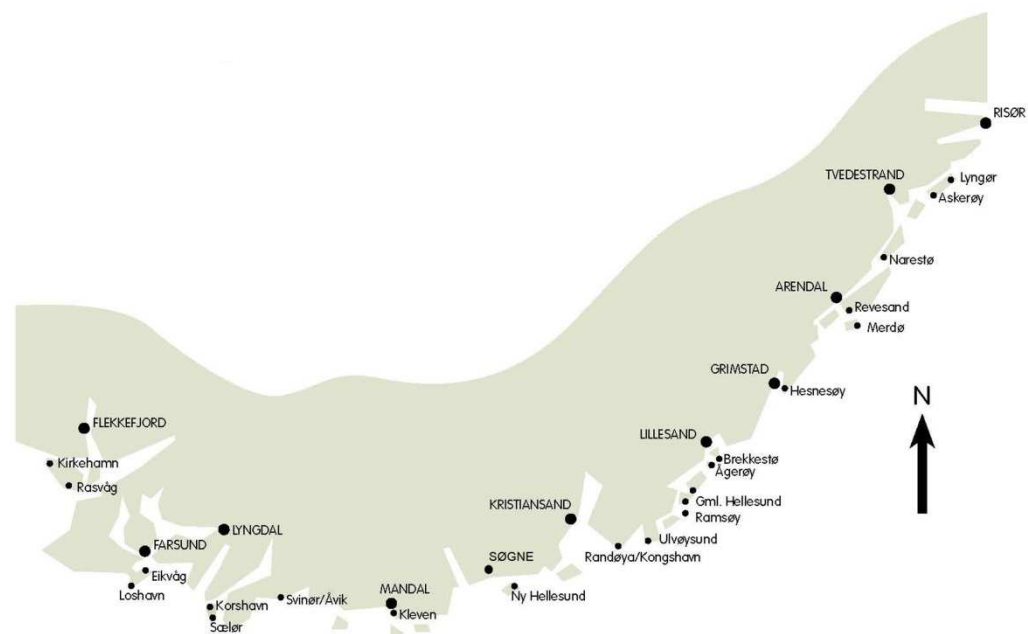 RISØR
TVEDESTRAND
Lyngør
Askerøy
Narestø
ARENDAL
Revesand
Merdø
GRIMSTAD
Hesnesøy
N
FLEKKEFJORD
LILLESAND
Kirkehamn
Brekkestø
Ågerøy
Rasvåg
Gml. Hellesund
KRISTIANSAND
Ramsøy
LYNGDAL
Ulvøysund
FARSUND
SØGNE
Randøya/Kongshavn
Eikvåg
Loshavn
MANDAL
Ny Hellesund
Svinør/Åvik
Korshavn
Kleven
Sælør